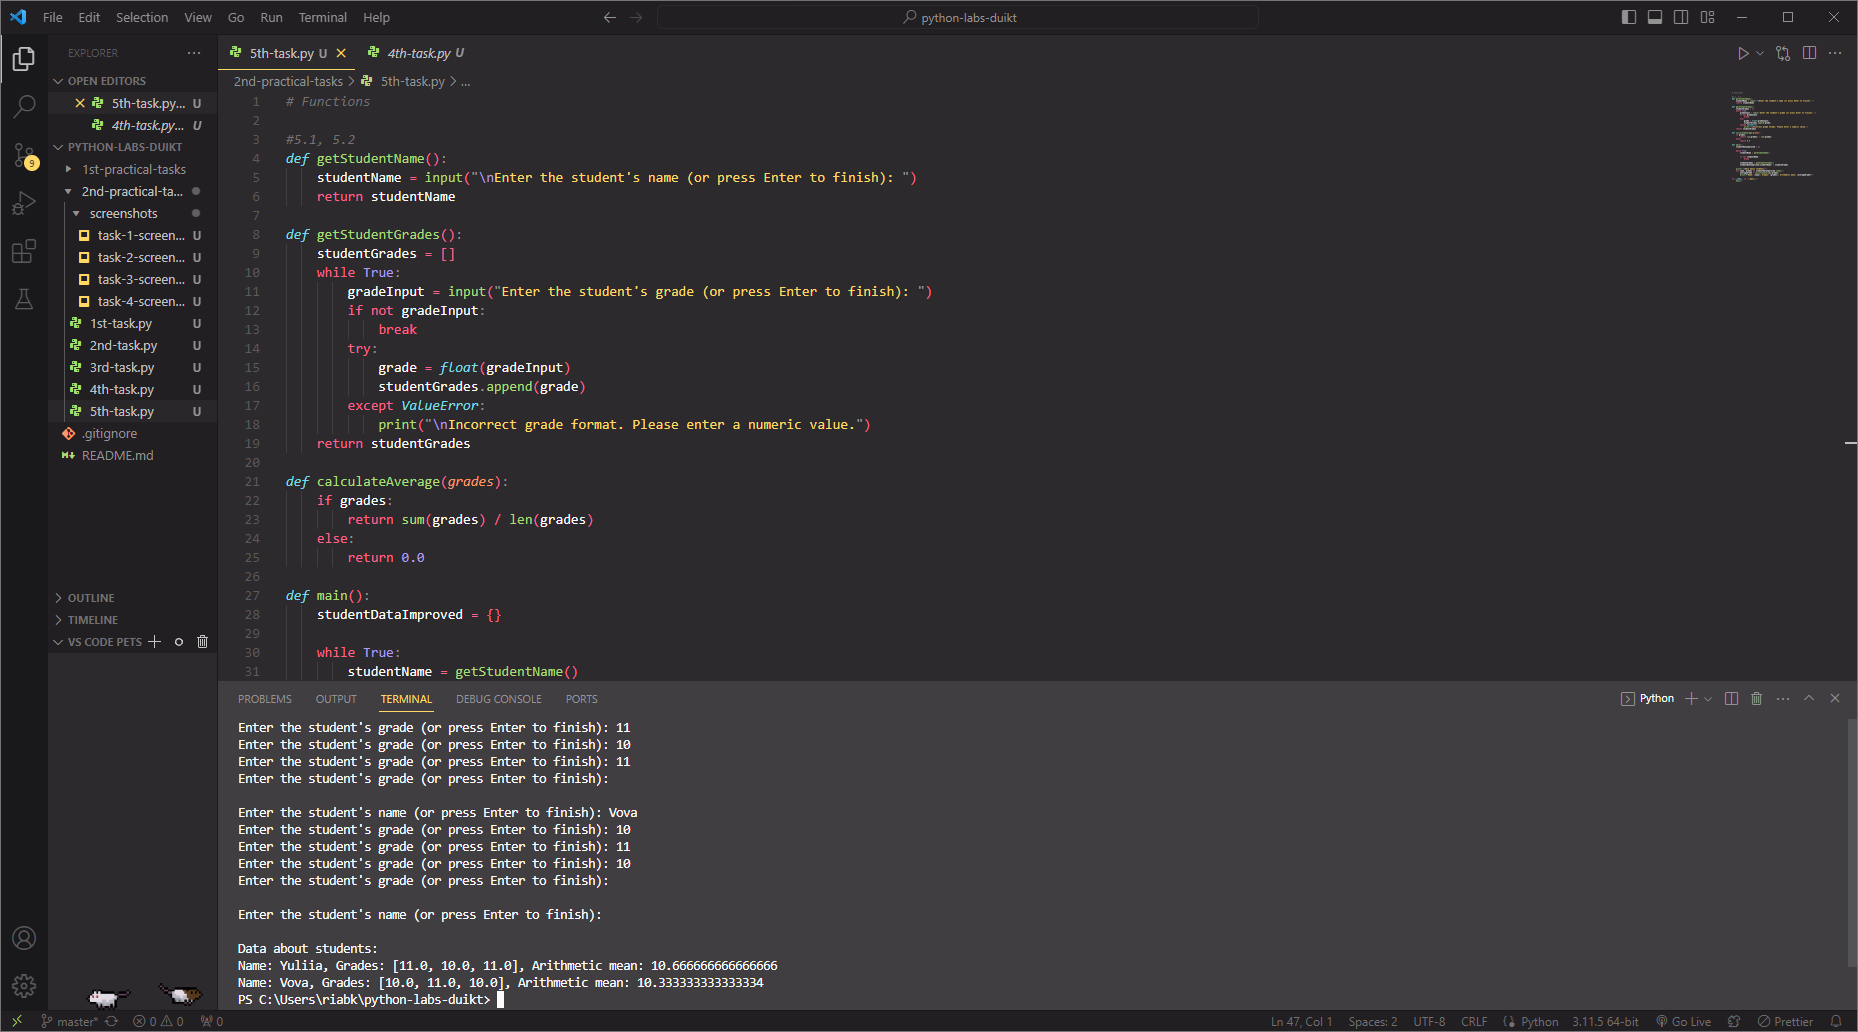 File Edit Selection View Go Run Terminal Help
python-labs-duikt
EXPLORER
OPEN EDITORS
5th-task.py... U
4th-task.py... U
PYTHON-LABS-DUIKT
1st-practical-tasks
2nd-practical-ta...
screenshots
task-1-screen... U
task-2-screen... U
task-3-screen... U
task-4-screen... U
1st-task.py U
2nd-task.py U
3rd-task.py U
4th-task.py U
5th-task.py U
.gitignore
README.md
OUTLINE
TIMELINE
VS CODE PETS
9
5th-task.py U
4th-task.py U
2nd-practical-tasks > 5th-task.py > ...
1 # Functions
2
3 #5.1, 5.2
4 def getStudentName():
5 studentName = input("\nEnter the student's name (or press Enter to finish): ")
6 return studentName
7
8 def getStudentGrades():
9 studentGrades = []
10 while True:
11 gradeInput = input("Enter the student's grade (or press Enter to finish): ")
12 if not gradeInput:
13 break
14 try:
15 grade = float(gradeInput)
16 studentGrades.append(grade)
17 except ValueError:
18 print("\nIncorrect grade format. Please enter a numeric value.")
19 return studentGrades
20
21 def calculateAverage(grades):
22 if grades:
23 return sum(grades) / len(grades)
24 else:
25 return 0.0
26
27 def main():
28 studentDataImproved = {}
29
30 while True:
31 studentName = getStudentName()
PROBLEMS OUTPUT TERMINAL DEBUG CONSOLE PORTS
Python
Enter the student's grade (or press Enter to finish): 11
Enter the student's grade (or press Enter to finish): 10
Enter the student's grade (or press Enter to finish): 11
Enter the student's grade (or press Enter to finish):
Enter the student's name (or press Enter to finish): Vova
Enter the student's grade (or press Enter to finish): 10
Enter the student's grade (or press Enter to finish): 11
Enter the student's grade (or press Enter to finish): 10
Enter the student's grade (or press Enter to finish):
Enter the student's name (or press Enter to finish):
Data about students:
Name: Yuliia, Grades: [11.0, 10.0, 11.0], Arithmetic mean: 10.666666666666666
Name: Vova, Grades: [10.0, 11.0, 10.0], Arithmetic mean: 10.333333333333334
PS C:\Users\riabk\python-labs-duikt>
master* 0 0 0
Ln 47, Col 1 Spaces: 2 UTF-8 CRLF Python 3.11.5 64-bit Go Live Prettier